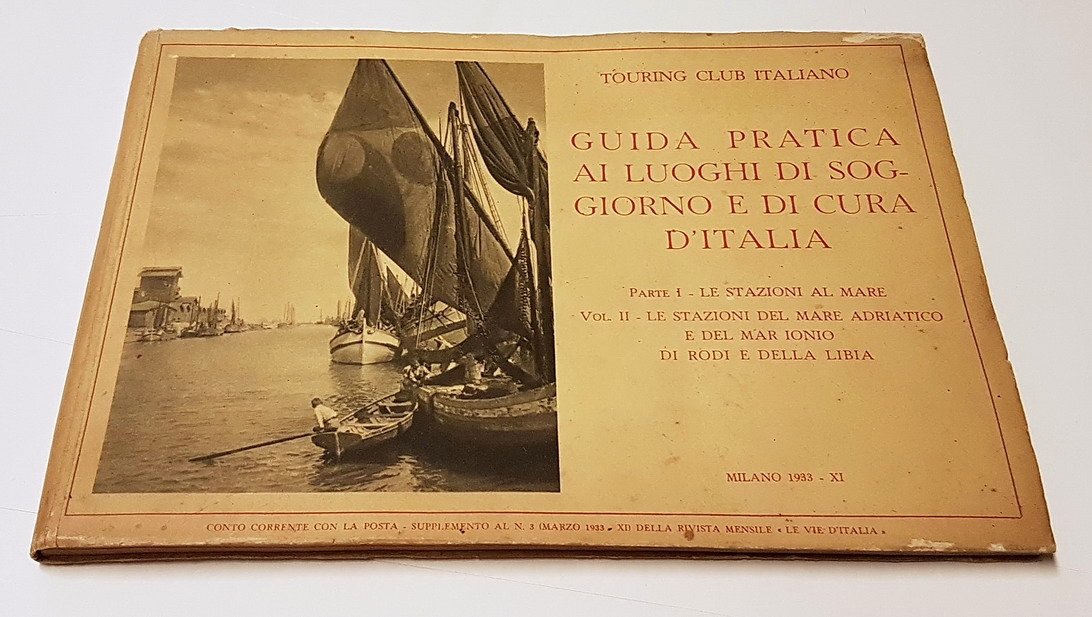 TOURING CLUB ITALIANO
GUIDA PRATICA
AI LUOGHI DI SOG-
GIORNO E DI CURA
D'ITALIA
PARTE I - LE STAZIONI AL MARE
VOL. II - LE STAZIONI DEL MARE ADRIATICO
E DEL MAR IONIO
DI RODI E DELLA LIBIA
MILANO 1933 - XI
CONTO CORRENTE CON LA POSTA - SUPPLEMENTO AL N. 3 (MARZO 1933 - XI) DELLA RIVISTA MENSILE « LE VIE D'ITALIA »